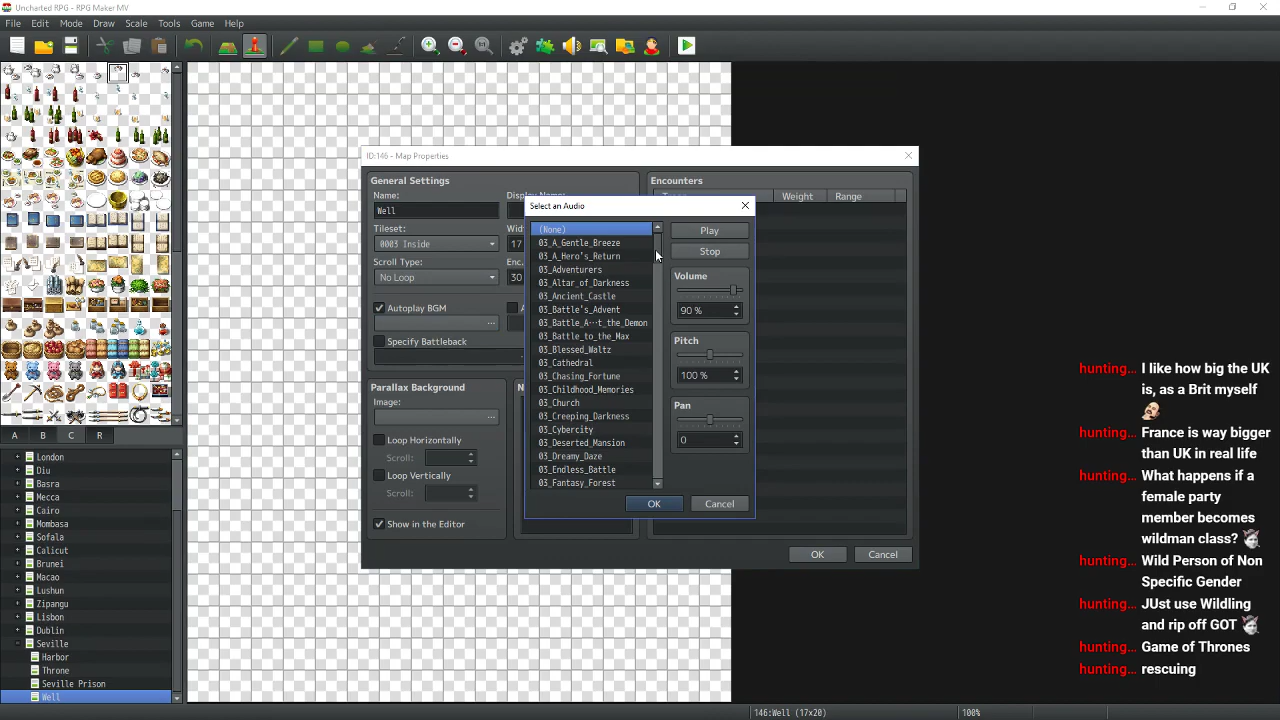 Uncharted RPG - RPG Maker MV
File Edit Mode Draw Scale Tools Game Help
A B C R
London
Diu
Basra
Mecca
Cairo
Mombasa
Sofala
Calicut
Brunei
Macao
Lushun
Zipangu
Lisbon
Dublin
Seville
Harbor
Throne
Seville Prison
Well
ID:146 - Map Properties
General Settings
Name:
Display Name:
Well
Tileset:
0003 Inside
17
Scroll Type:
Enc.
No Loop
30
Autoplay BGM
...
Specify Battleback
Parallax Background
Image:
...
Loop Horizontally
Scroll:
Loop Vertically
Scroll:
Show in the Editor
Encounters
Weight Range
OK Cancel
Select an Audio
(None)
03_A_Gentle_Breeze
03_A_Hero's_Return
03_Adventurers
03_Altar_of_Darkness
03_Ancient_Castle
03_Battle's_Advent
03_Battle_A···t_the_Demon
03_Battle_to_the_Max
03_Blessed_Waltz
03_Cathedral
03_Chasing_Fortune
03_Childhood_Memories
03_Church
03_Creeping_Darkness
03_Cybercity
03_Deserted_Mansion
03_Dreamy_Daze
03_Endless_Battle
03_Fantasy_Forest
Play
Stop
Volume
90 %
Pitch
100 %
Pan
0
OK Cancel
hunting... I like how big the UK
is, as a Brit myself
hunting... France is way bigger
than UK in real life
hunting... What happens if a
female party
member becomes
wildman class?
hunting... Wild Person of Non
Specific Gender
hunting... JUst use Wildling
and rip off GOT
hunting... Game of Thrones
hunting... rescuing
146:Well (17x20) 100%